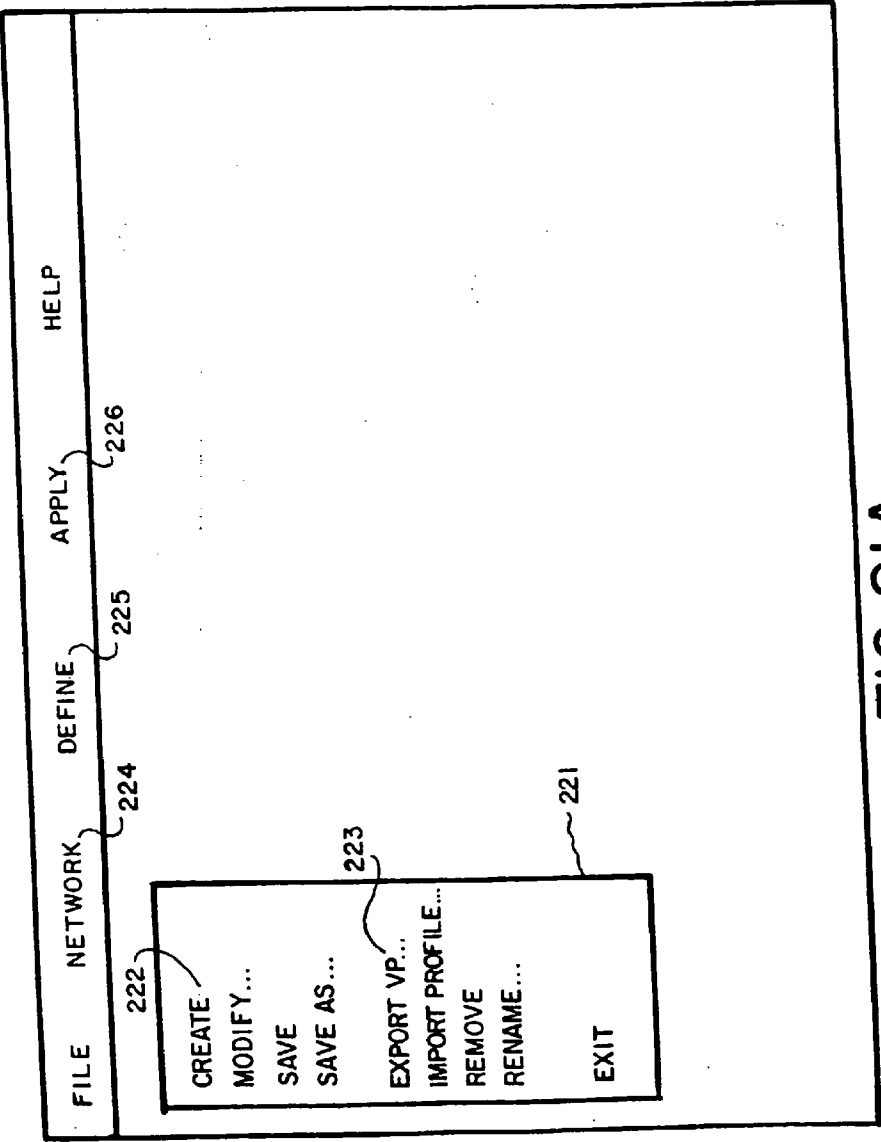 FILE NETWORK DEFINE APPLY HELP
224 225 226
222
CREATE
MODIFY...
SAVE
SAVE AS...
223
EXPORT VP...
IMPORT PROFILE...
REMOVE
RENAME...
221
EXIT